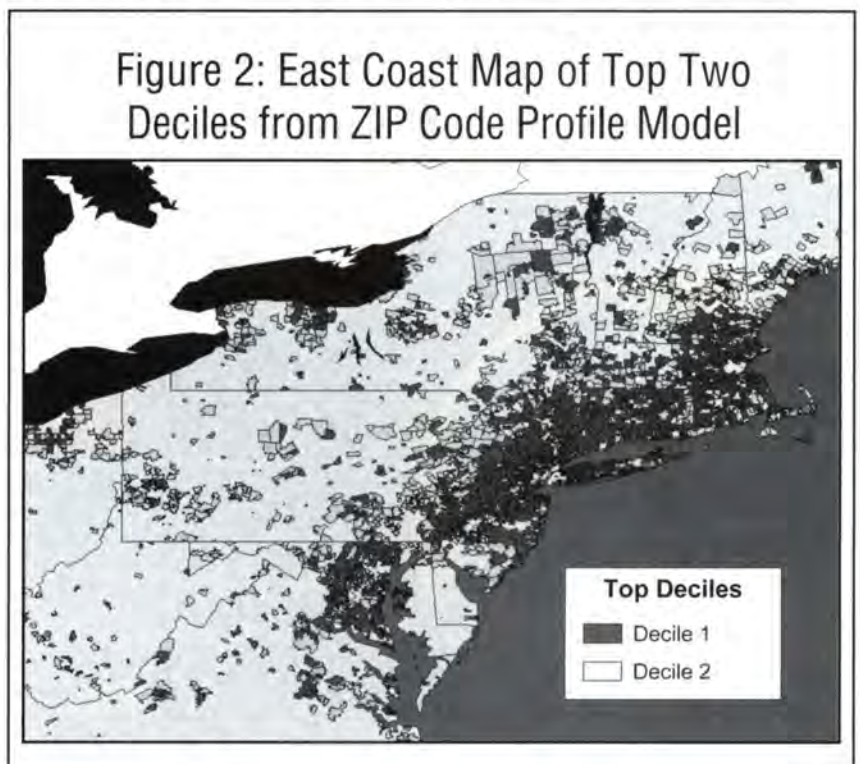 Figure 2: East Coast Map of Top Two
Deciles from ZIP Code Profile Model
Top Deciles
Decile 1
Decile 2